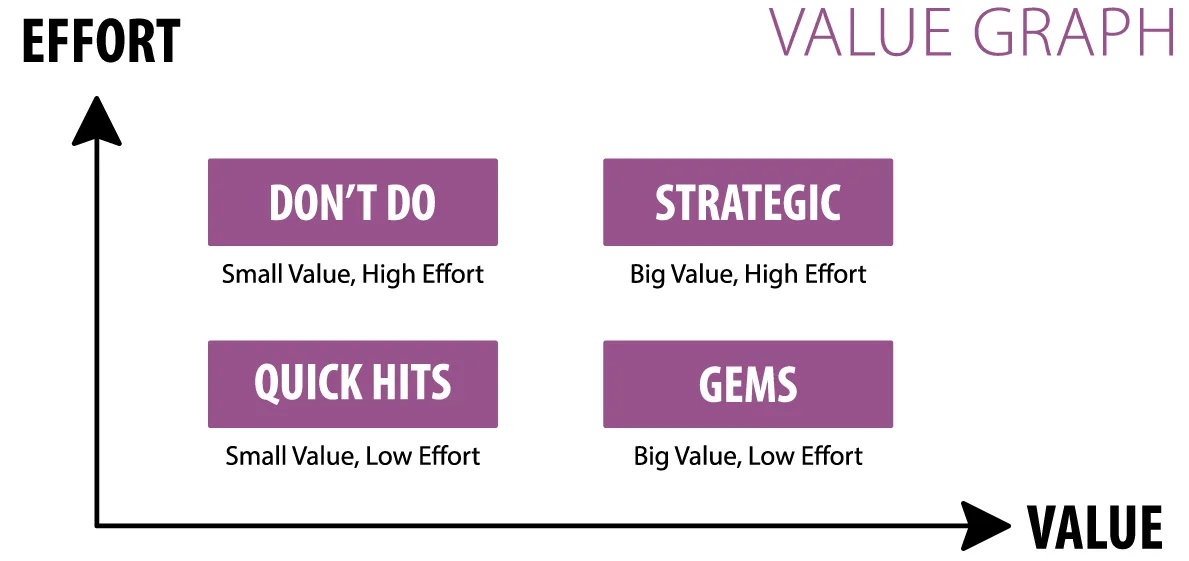 EFFORT
VALUE GRAPH
DON'T DO
Small Value, High Effort
STRATEGIC
Big Value, High Effort
QUICK HITS
Small Value, Low Effort
GEMS
Big Value, Low Effort
VALUE